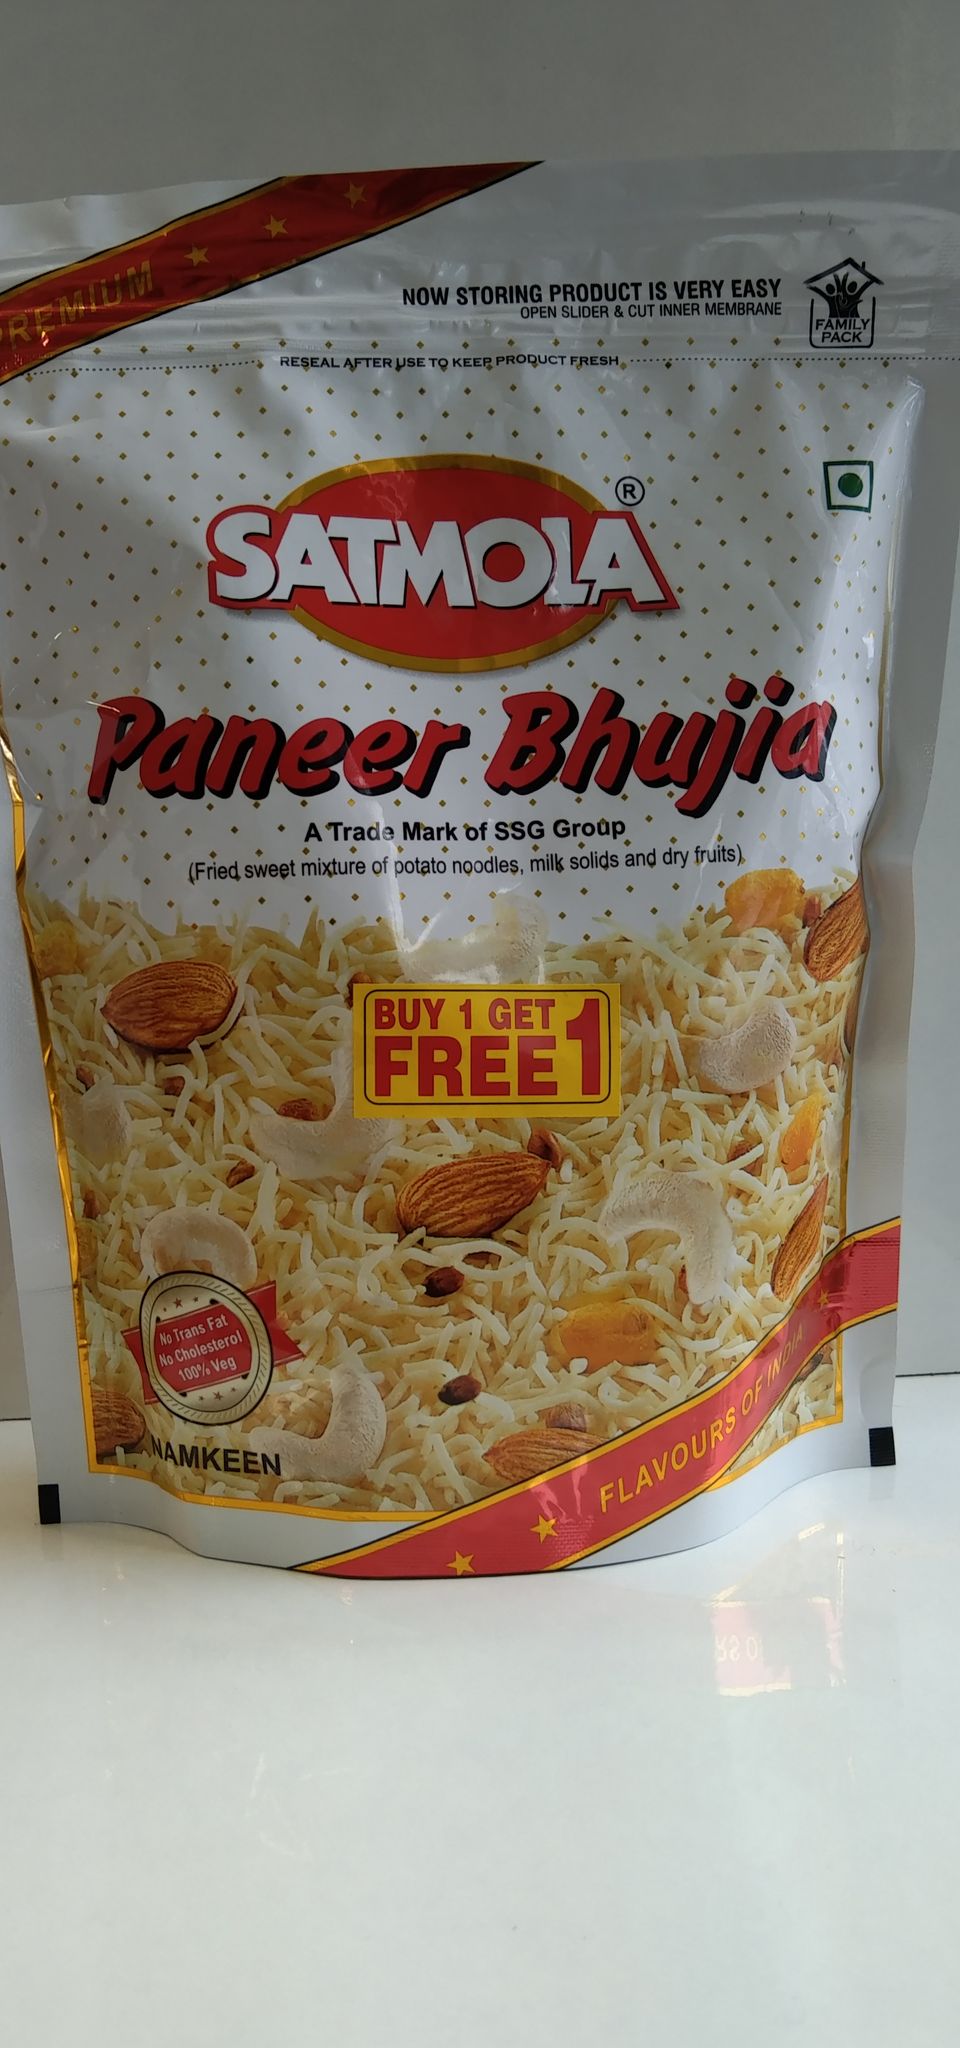 PREMIUM
NOW STORING PRODUCT IS VERY EASY
OPEN SLIDER & CUT INNER MEMBRANE
FAMILY
PACK
RESEAL AFTER USE TO KEEP PRODUCT FRESH
SATMOLA®
Paneer Bhujia
A Trade Mark of SSG Group
(Fried sweet mixture of potato noodles, milk solids and dry fruits)
BUY 1 GET
FREE 1
No Trans Fat
No Cholesterol
100% Veg
NAMKEEN
FLAVOURS OF INDIA